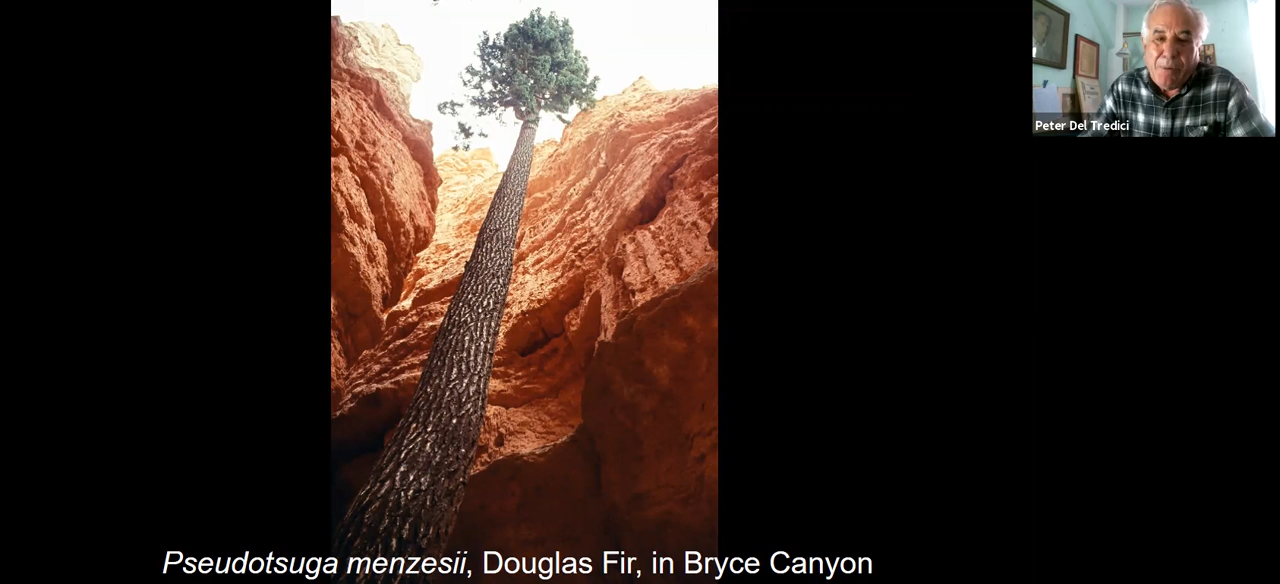 Peter Del Tredici
Pseudotsuga menzesii, Douglas Fir, in Bryce Canyon